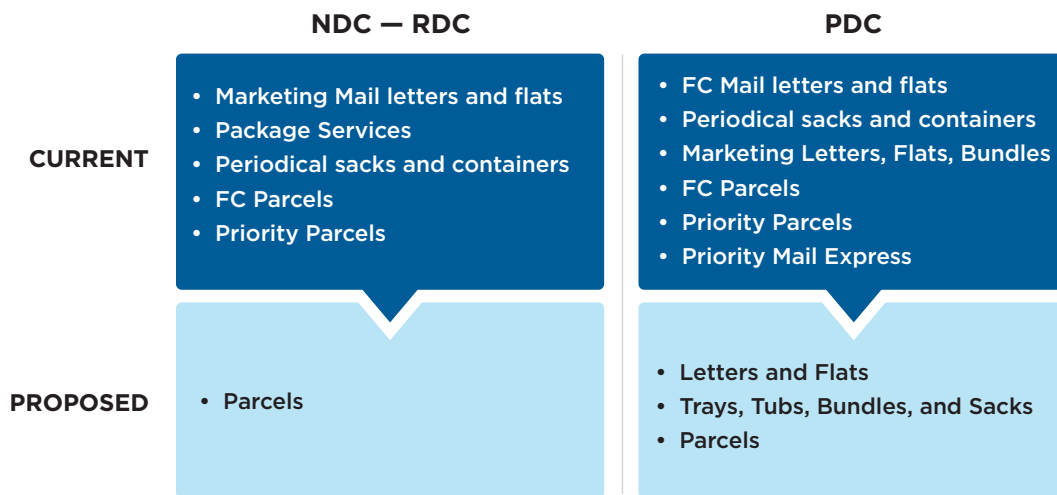 NDC — RDC
PDC
CURRENT
• Marketing Mail letters and flats
• Package Services
• Periodical sacks and containers
• FC Parcels
• Priority Parcels
• FC Mail letters and flats
• Periodical sacks and containers
• Marketing Letters, Flats, Bundles
• FC Parcels
• Priority Parcels
• Priority Mail Express
PROPOSED
• Parcels
• Letters and Flats
• Trays, Tubs, Bundles, and Sacks
• Parcels